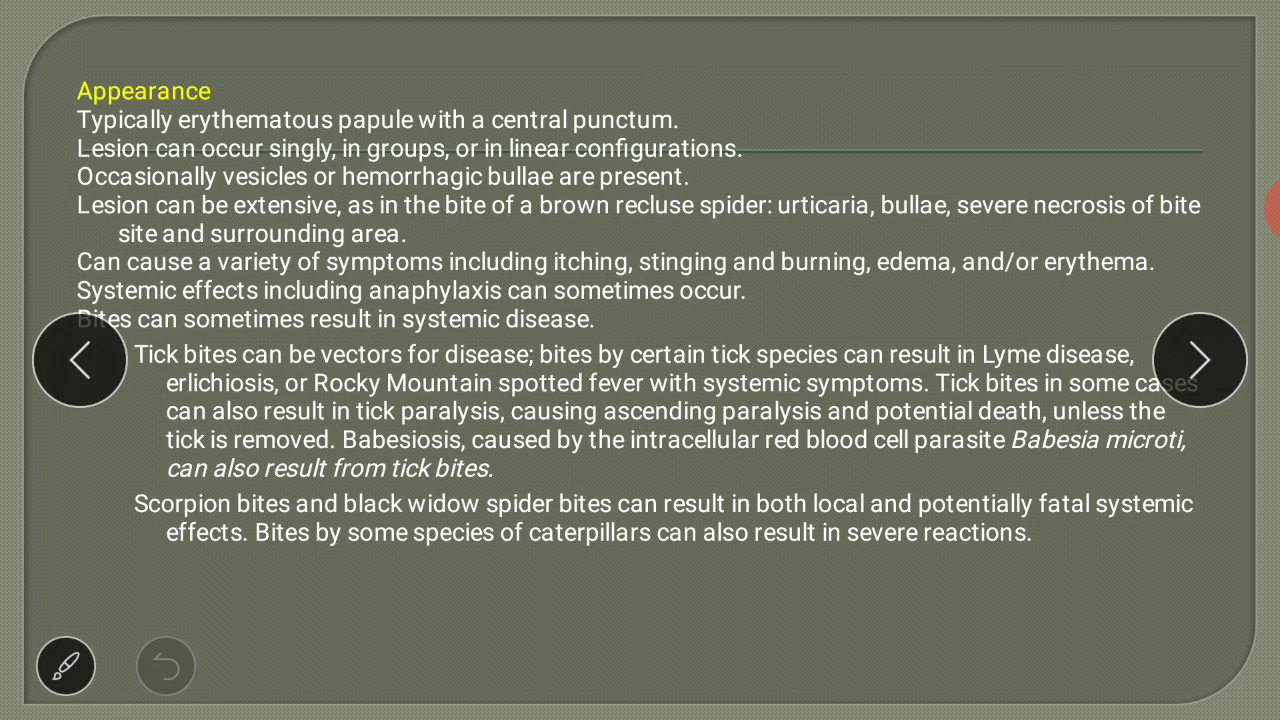 Appearance
Typically erythematous papule with a central punctum.
Lesion can occur singly, in groups, or in linear configurations.
Occasionally vesicles or hemorrhagic bullae are present.
Lesion can be extensive, as in the bite of a brown recluse spider: urticaria, bullae, severe necrosis of bite
site and surrounding area.
Can cause a variety of symptoms including itching, stinging and burning, edema, and/or erythema.
Systemic effects including anaphylaxis can sometimes occur.
Bites can sometimes result in systemic disease.
Tick bites can be vectors for disease; bites by certain tick species can result in Lyme disease,
erlichiosis, or Rocky Mountain spotted fever with systemic symptoms. Tick bites in some cases
can also result in tick paralysis, causing ascending paralysis and potential death, unless the
tick is removed. Babesiosis, caused by the intracellular red blood cell parasite Babesia microti,
can also result from tick bites.
Scorpion bites and black widow spider bites can result in both local and potentially fatal systemic
effects. Bites by some species of caterpillars can also result in severe reactions.